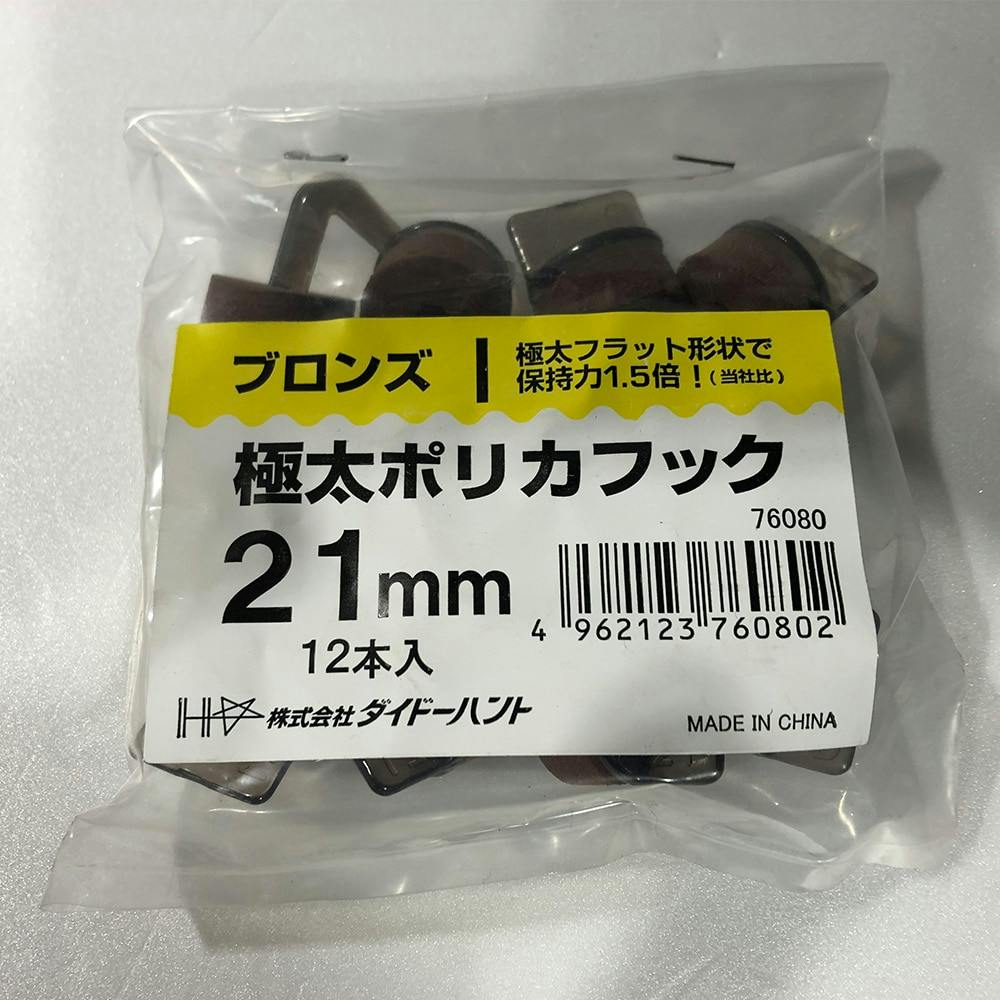 ブロンズ
極太フラット形状で
保持力1.5倍！(当社比)
極太ポリカフック
76080
21mm
12本入
4 962123 760802
株式会社ダイドーハント
MADE IN CHINA